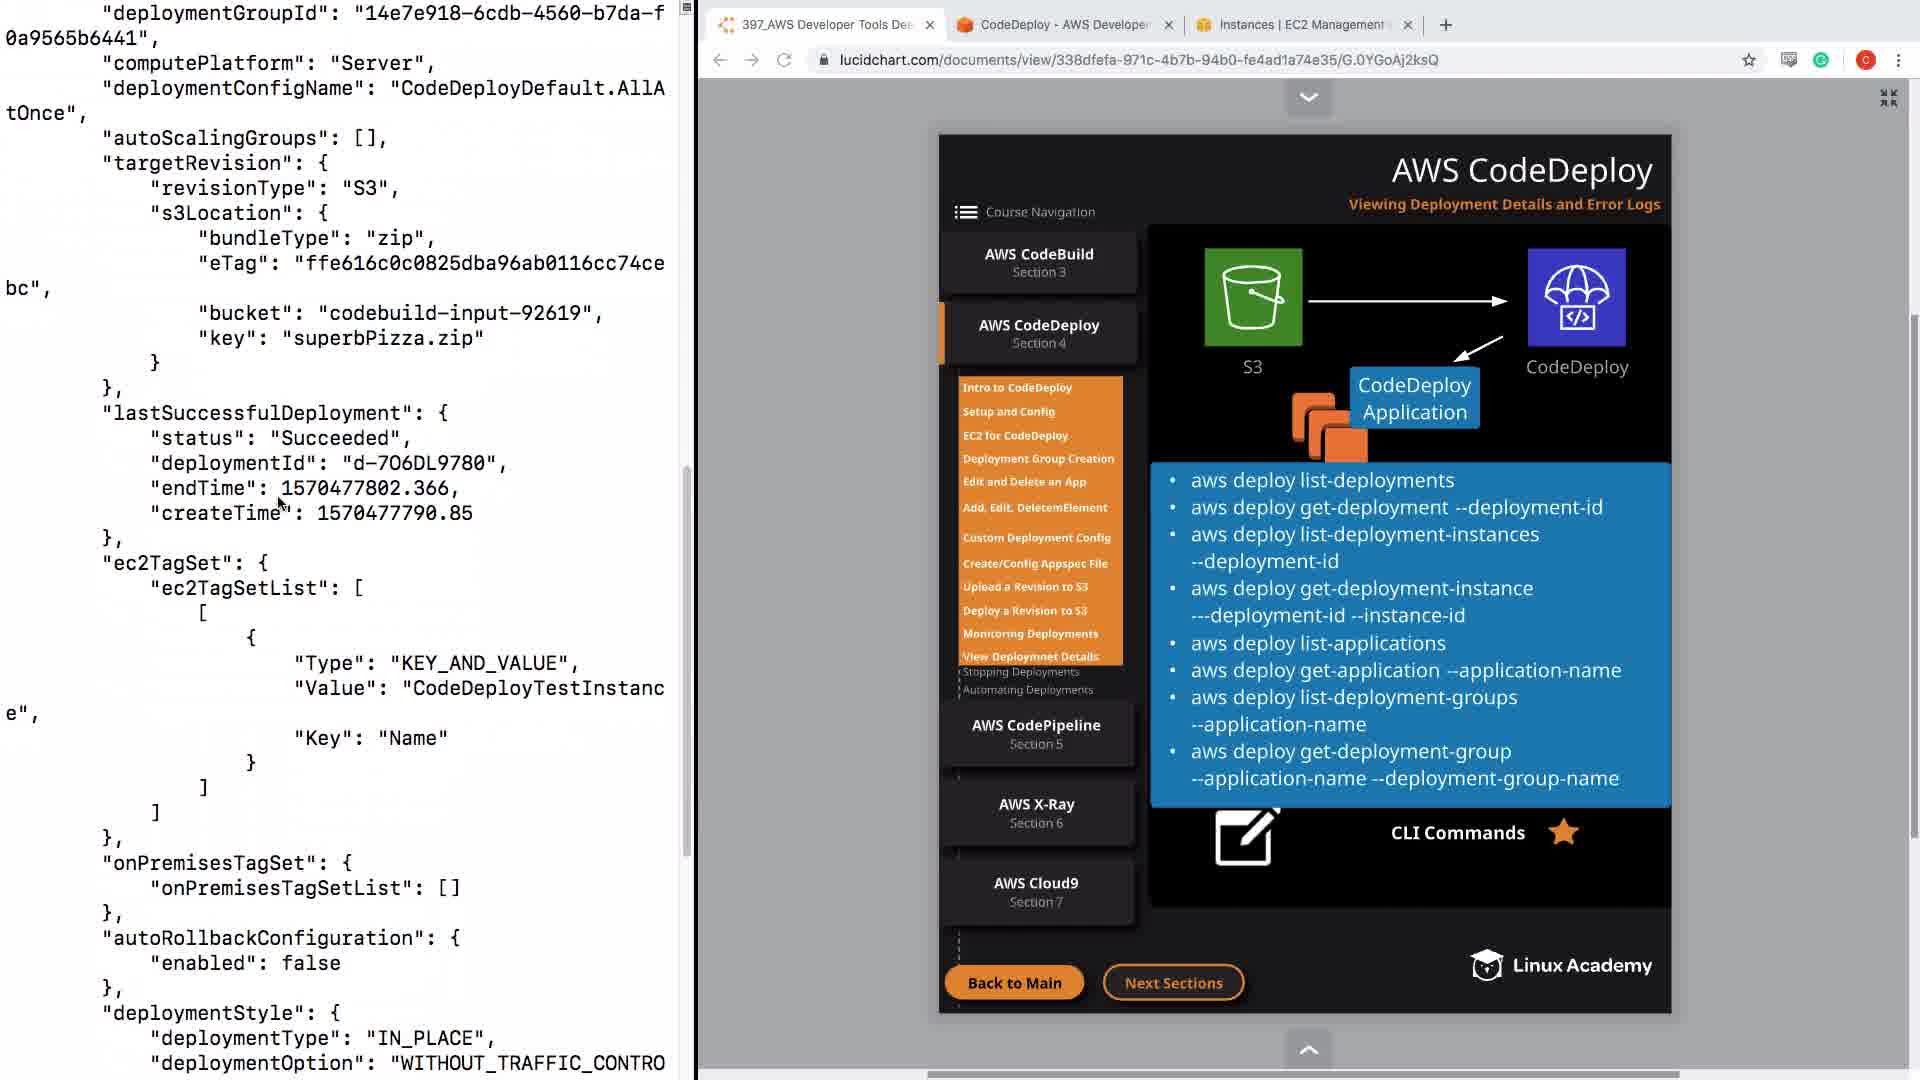 "deploymentGroupId": "14e7e918-6cdb-4560-b7da-f
0a9565b6441",
"computePlatform": "Server",
"deploymentConfigName": "CodeDeployDefault.AllA
tOnce",
"autoScalingGroups": [],
"targetRevision": {
"revisionType": "S3",
"s3Location": {
"bundleType": "zip",
"eTag": "ffe616c0c0825dba96ab0116cc74ce
bc",
"bucket": "codebuild-input-92619",
"key": "superbPizza.zip"
}
},
"lastSuccessfulDeployment": {
"status": "Succeeded",
"deploymentId": "d-7O6DL9780",
"endTime": 1570477802.366,
"createTime": 1570477790.85
},
"ec2TagSet": {
"ec2TagSetList": [
[
{
"Type": "KEY_AND_VALUE",
"Value": "CodeDeployTestInstanc
e",
"Key": "Name"
}
]
]
},
"onPremisesTagSet": {
"onPremisesTagSetList": []
},
"autoRollbackConfiguration": {
"enabled": false
},
"deploymentStyle": {
"deploymentType": "IN_PLACE",
"deploymentOption": "WITHOUT_TRAFFIC_CONTRO
397_AWS Developer Tools Dee
CodeDeploy - AWS Developer
Instances | EC2 Management
lucidchart.com/documents/view/338dfefa-971c-4b7b-94b0-fe4ad1a74e35/G.0YGoAj2ksQ
C
AWS CodeDeploy
Viewing Deployment Details and Error Logs
Course Navigation
AWS CodeBuild
Section 3
AWS CodeDeploy
Section 4
Intro to CodeDeploy
Setup and Config
EC2 for CodeDeploy
Deployment Group Creation
Edit and Delete an App
Add, Edit, DeletemElement
Custom Deployment Config
Create/Config Appspec File
Upload a Revision to S3
Deploy a Revision to S3
Monitoring Deployments
View Deploymnet Details
Stopping Deployments
Automating Deployments
AWS CodePipeline
Section 5
AWS X-Ray
Section 6
AWS Cloud9
Section 7
Back to Main
Next Sections
S3
CodeDeploy
CodeDeploy
Application
• aws deploy list-deployments
• aws deploy get-deployment --deployment-id
• aws deploy list-deployment-instances
--deployment-id
• aws deploy get-deployment-instance
---deployment-id --instance-id
• aws deploy list-applications
• aws deploy get-application --application-name
• aws deploy list-deployment-groups
--application-name
• aws deploy get-deployment-group
--application-name --deployment-group-name
CLI Commands
Linux Academy